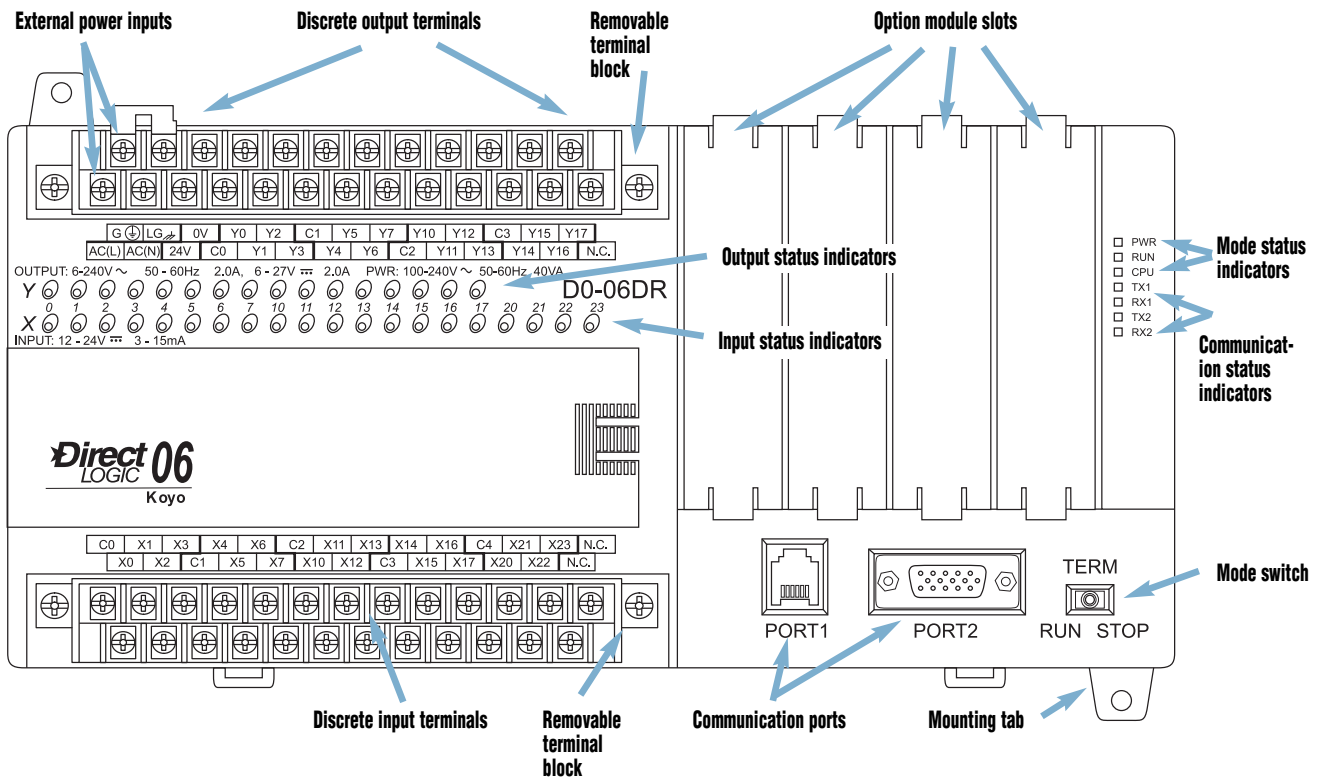 External power inputs
Discrete output terminals
Removable
terminal
block
Option module slots
G LG 0V Y0 Y2 C1 Y5 Y7 Y10 Y12 C3 Y15 Y17
AC(L) AC(N) 24V C0 Y1 Y3 Y4 Y6 C2 Y11 Y13 Y14 Y16 N.C.
OUTPUT: 6-240V ~ 50 - 60Hz 2.0A, 6 - 27V ⎓ 2.0A PWR: 100-240V ~ 50-60Hz 40VA
Y
D0-06DR
0 1 2 3 4 5 6 7 10 11 12 13 14 15 16 17 20 21 22 23
X
INPUT: 12 - 24V ⎓ 3 - 15mA
Output status indicators
Input status indicators
PWR
RUN
CPU
TX1
RX1
TX2
RX2
Mode status
indicators
Communicat-
ion status
indicators
Direct
LOGIC
06
Koyo
C0 X1 X3 X4 X6 C2 X11 X13 X14 X16 C4 X21 X23 N.C.
X0 X2 C1 X5 X7 X10 X12 C3 X15 X17 X20 X22 N.C.
PORT1
PORT2
TERM
RUN STOP
Mode switch
Discrete input terminals
Removable
terminal
block
Communication ports
Mounting tab